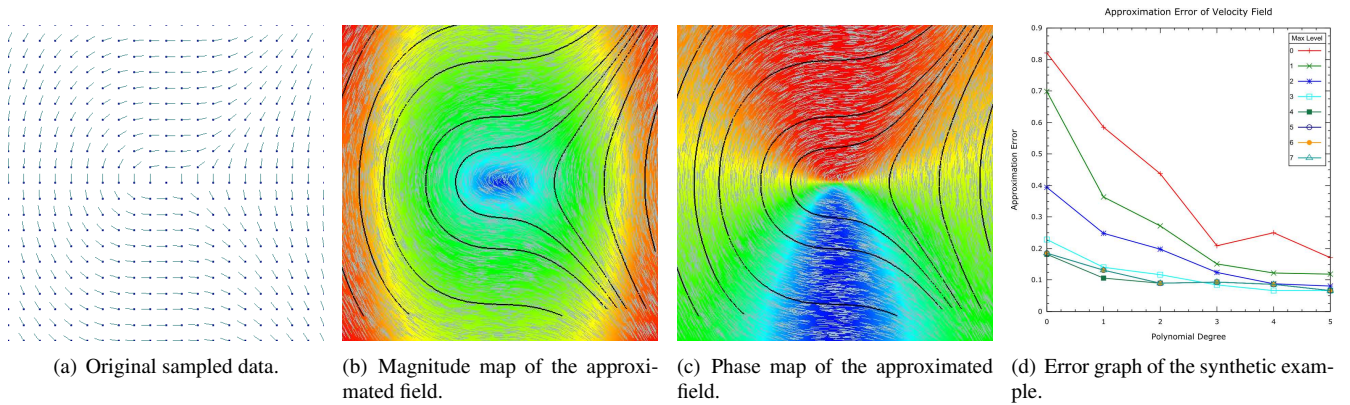 Approximation Error of Velocity Field
0.9
0.8
0.7
0.6
0.5
0.4
0.3
0.2
0.1
0
Approximation Error
0 1 2 3 4 5
Polynomial Degree
Max Level
0
1
2
3
4
5
6
7
(a) Original sampled data.
(b) Magnitude map of the approxi-
mated field.
(c) Phase map of the approximated
field.
(d) Error graph of the synthetic exam-
ple.